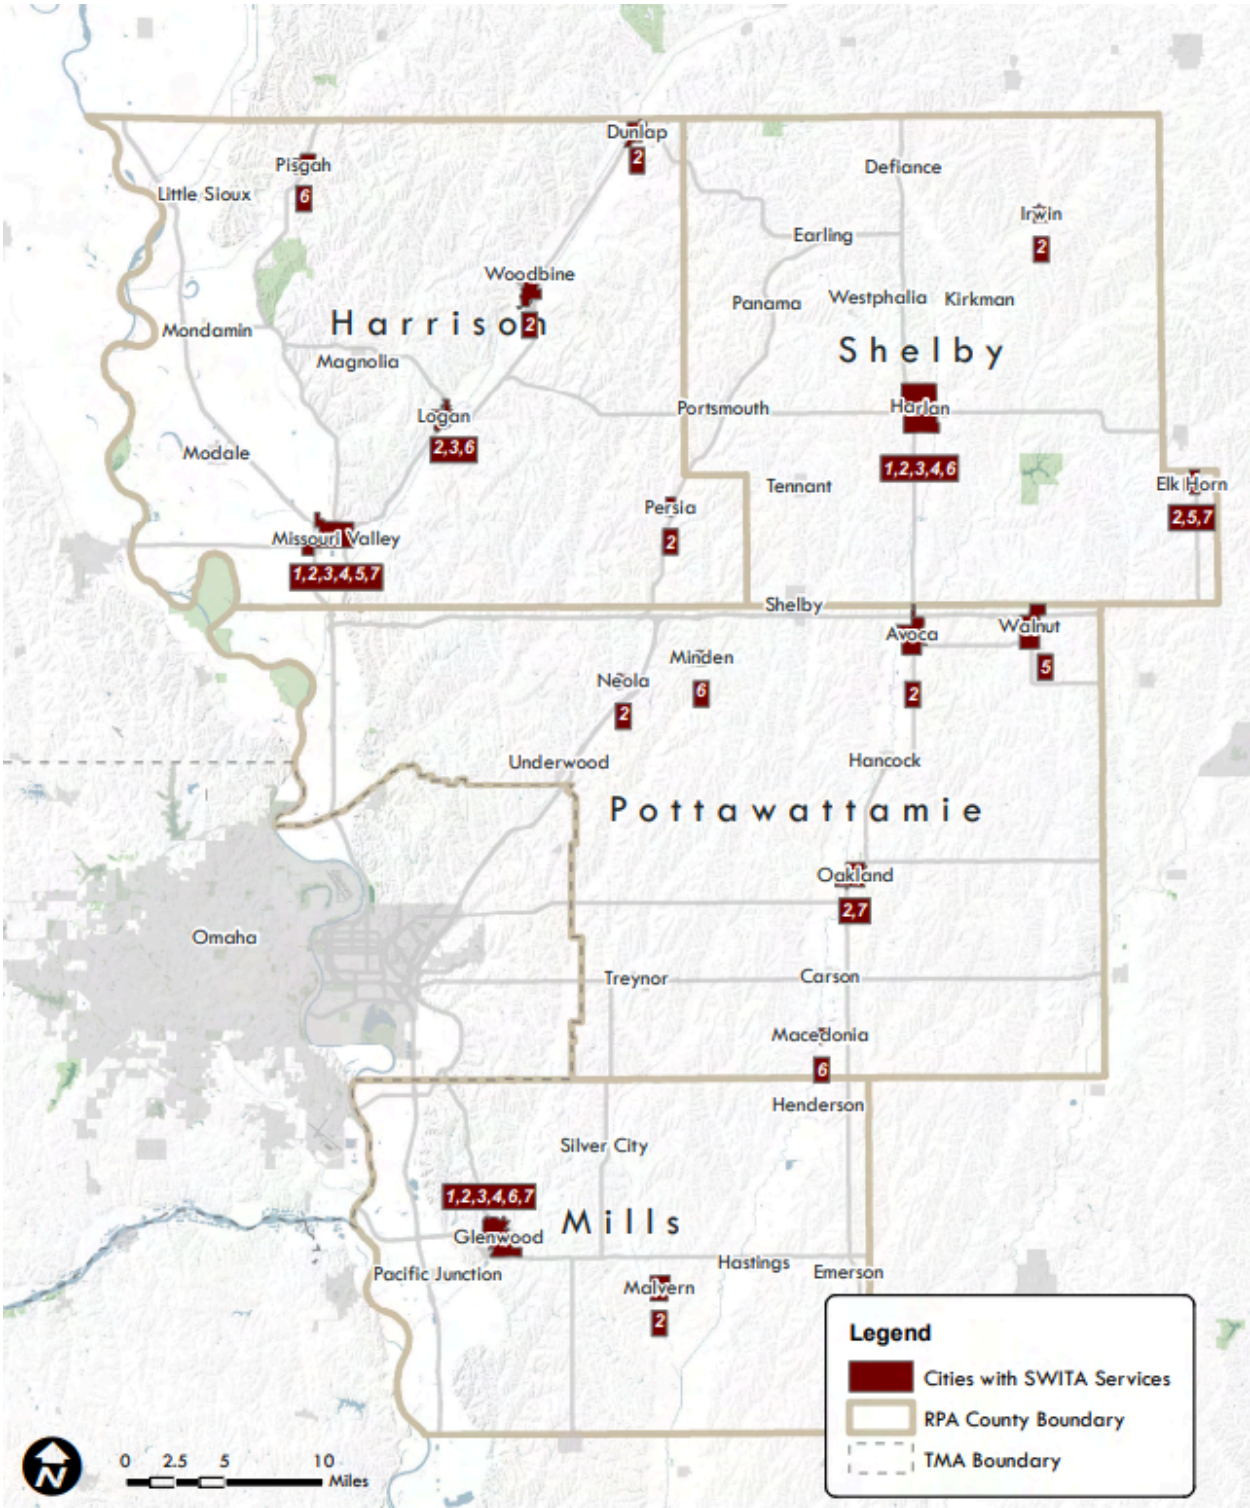 Dunlap
2
Pisgah
6
Defiance
Little Sioux
Irwin
2
Earling
Woodbine
2
Panama
Westphalia
Kirkman
Harrison
Mondamin
Magnolia
Shelby
Logan
2,3,6
Portsmouth
Harlan
1,2,3,4,6
Modale
Tennant
Elk Horn
2,5,7
Persia
2
Missouri Valley
1,2,3,4,5,7
Shelby
Avoca
2
Walnut
5
Minden
6
Neola
2
Underwood
Hancock
Pottawattamie
Oakland
2,7
Omaha
Treynor
Carson
Macedonia
6
Henderson
Silver City
1,2,3,4,6,7
Glenwood
Mills
Pacific Junction
Hastings
Emerson
Malvern
2
Legend
Cities with SWITA Services
RPA County Boundary
TMA Boundary
N
0 2.5 5 10
Miles